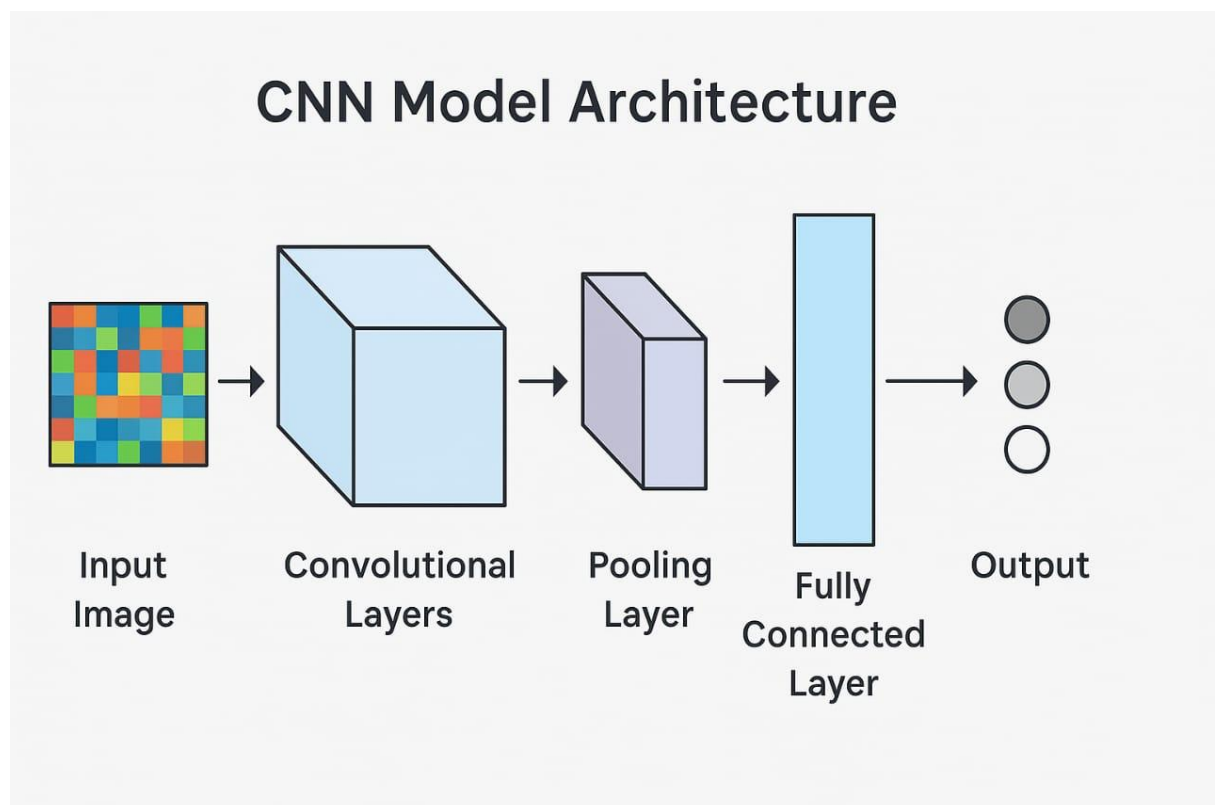 CNN Model Architecture
Input
Image
Convolutional
Layers
Pooling
Layer
Fully
Connected
Layer
Output